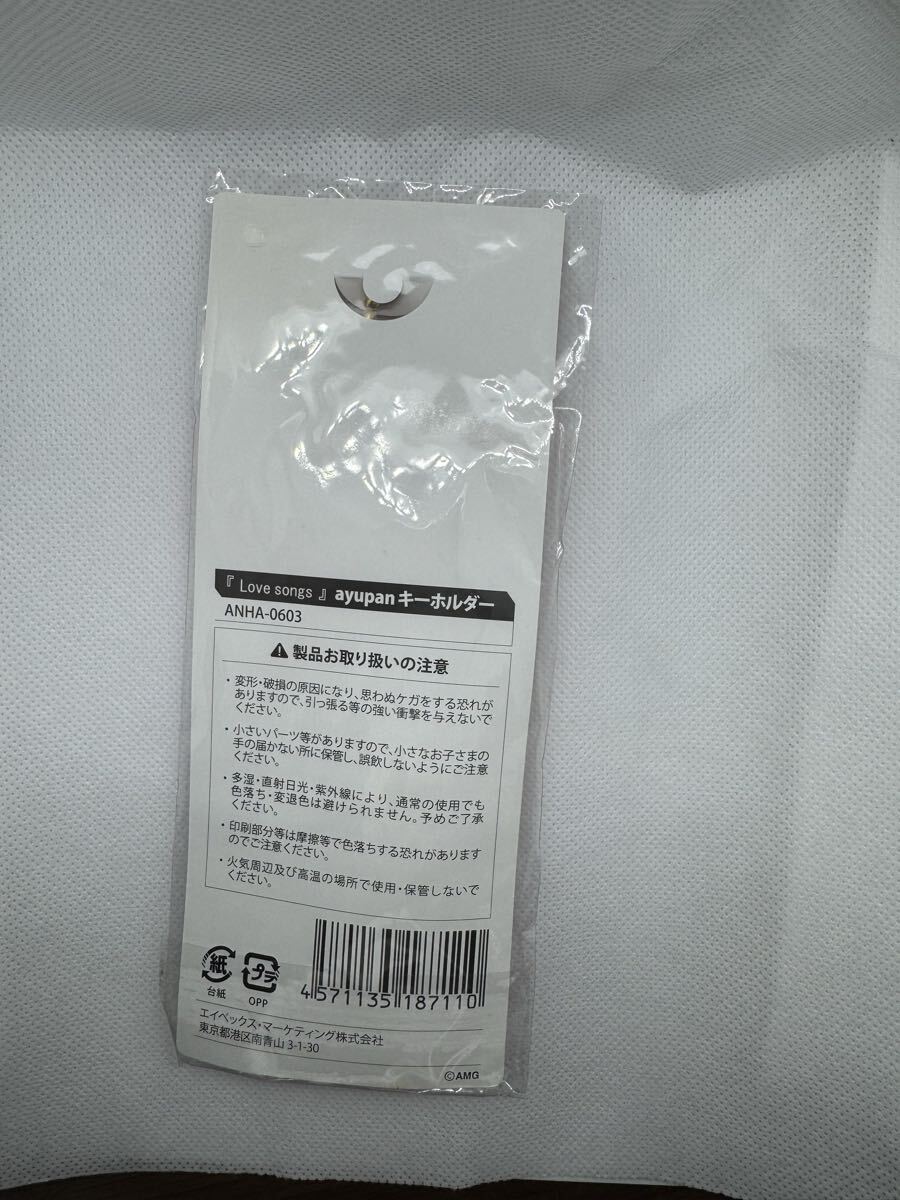 『 Love songs 』 ayupan キーホルダー
ANHA-0603
製品お取り扱いの注意
・変形・破損の原因になり、思わぬケガをする恐れが
ありますので、引っ張る等の強い衝撃を与えないで
ください。
・小さいパーツ等がありますので、小さなお子さまの
手の届かない所に保管し、誤飲しないようにご注意
ください。
・多湿・直射日光・紫外線により、通常の使用でも
色落ち・変退色は避けられません。予めご了承
ください。
・印刷部分等は摩擦等で色落ちする恐れがあります
のでご注意ください。
・火気周辺及び高温の場所で使用・保管しないで
ください。
紙
台紙
プラ
OPP
4571135187110
エイベックス・マーケティング株式会社
東京都港区南青山 3-1-30
©AMG